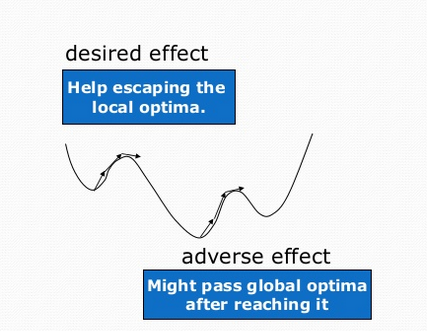 desired effect
Help escaping the
local optima.
adverse effect
Might pass global optima
after reaching it